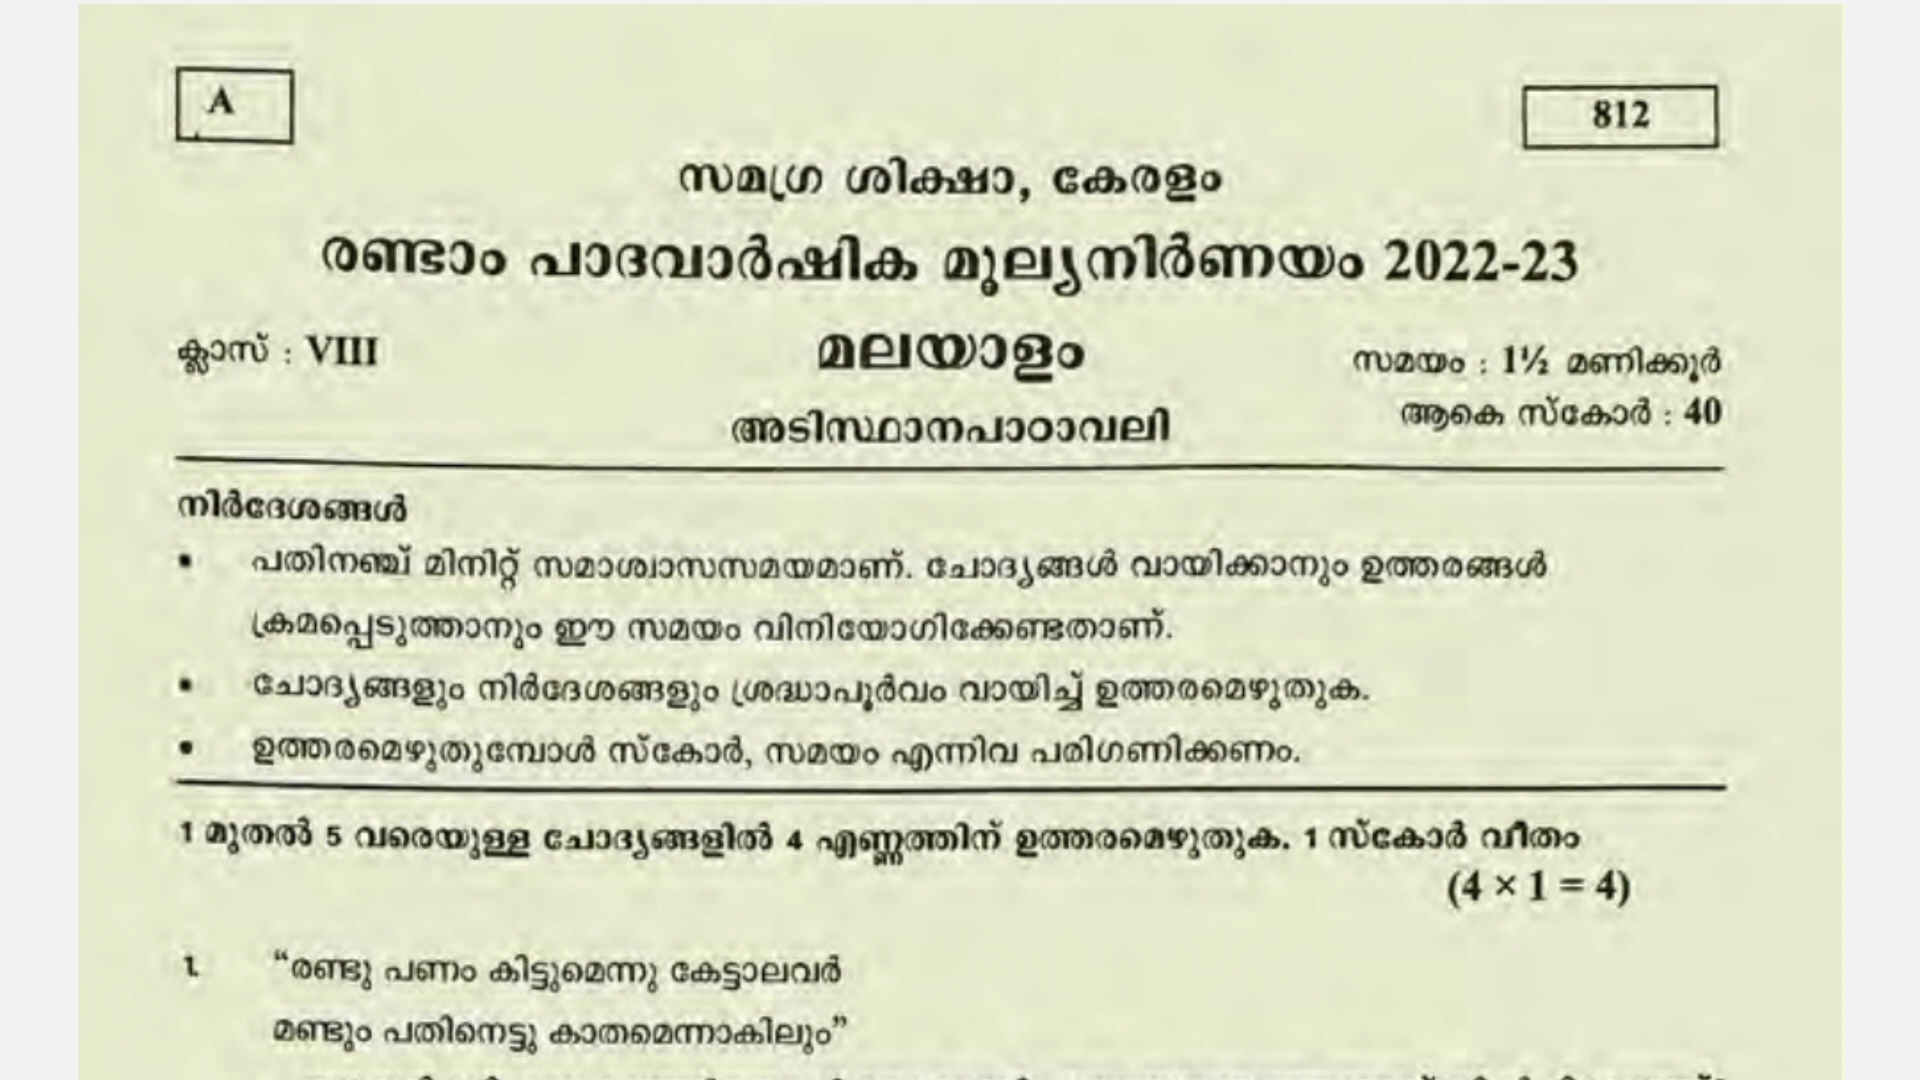 A
812
സമഗ്ര ശിക്ഷാ, കേരളം
രണ്ടാം പാദവാർഷിക മൂല്യനിർണയം 2022-23
ക്ലാസ് : VIII
മലയാളം
സമയം : 1½ മണിക്കൂർ
അടിസ്ഥാനപാഠാവലി
ആകെ സ്കോർ : 40
നിർദേശങ്ങൾ
• പതിനഞ്ച് മിനിറ്റ് സമാശ്വാസസമയമാണ്. ചോദ്യങ്ങൾ വായിക്കാനും ഉത്തരങ്ങൾ
ക്രമപ്പെടുത്താനും ഈ സമയം വിനിയോഗിക്കേണ്ടതാണ്.
• ചോദ്യങ്ങളും നിർദേശങ്ങളും ശ്രദ്ധാപൂർവം വായിച്ച് ഉത്തരമെഴുതുക.
• ഉത്തരമെഴുതുമ്പോൾ സ്കോർ, സമയം എന്നിവ പരിഗണിക്കണം.
1 മുതൽ 5 വരെയുള്ള ചോദ്യങ്ങളിൽ 4 എണ്ണത്തിന് ഉത്തരമെഴുതുക. 1 സ്കോർ വീതം
(4 × 1 = 4)
1. “രണ്ടു പണം കിട്ടുമെന്നു കേട്ടാലവർ
മണ്ടും പതിനെട്ടു കാതമെന്നാകിലും”